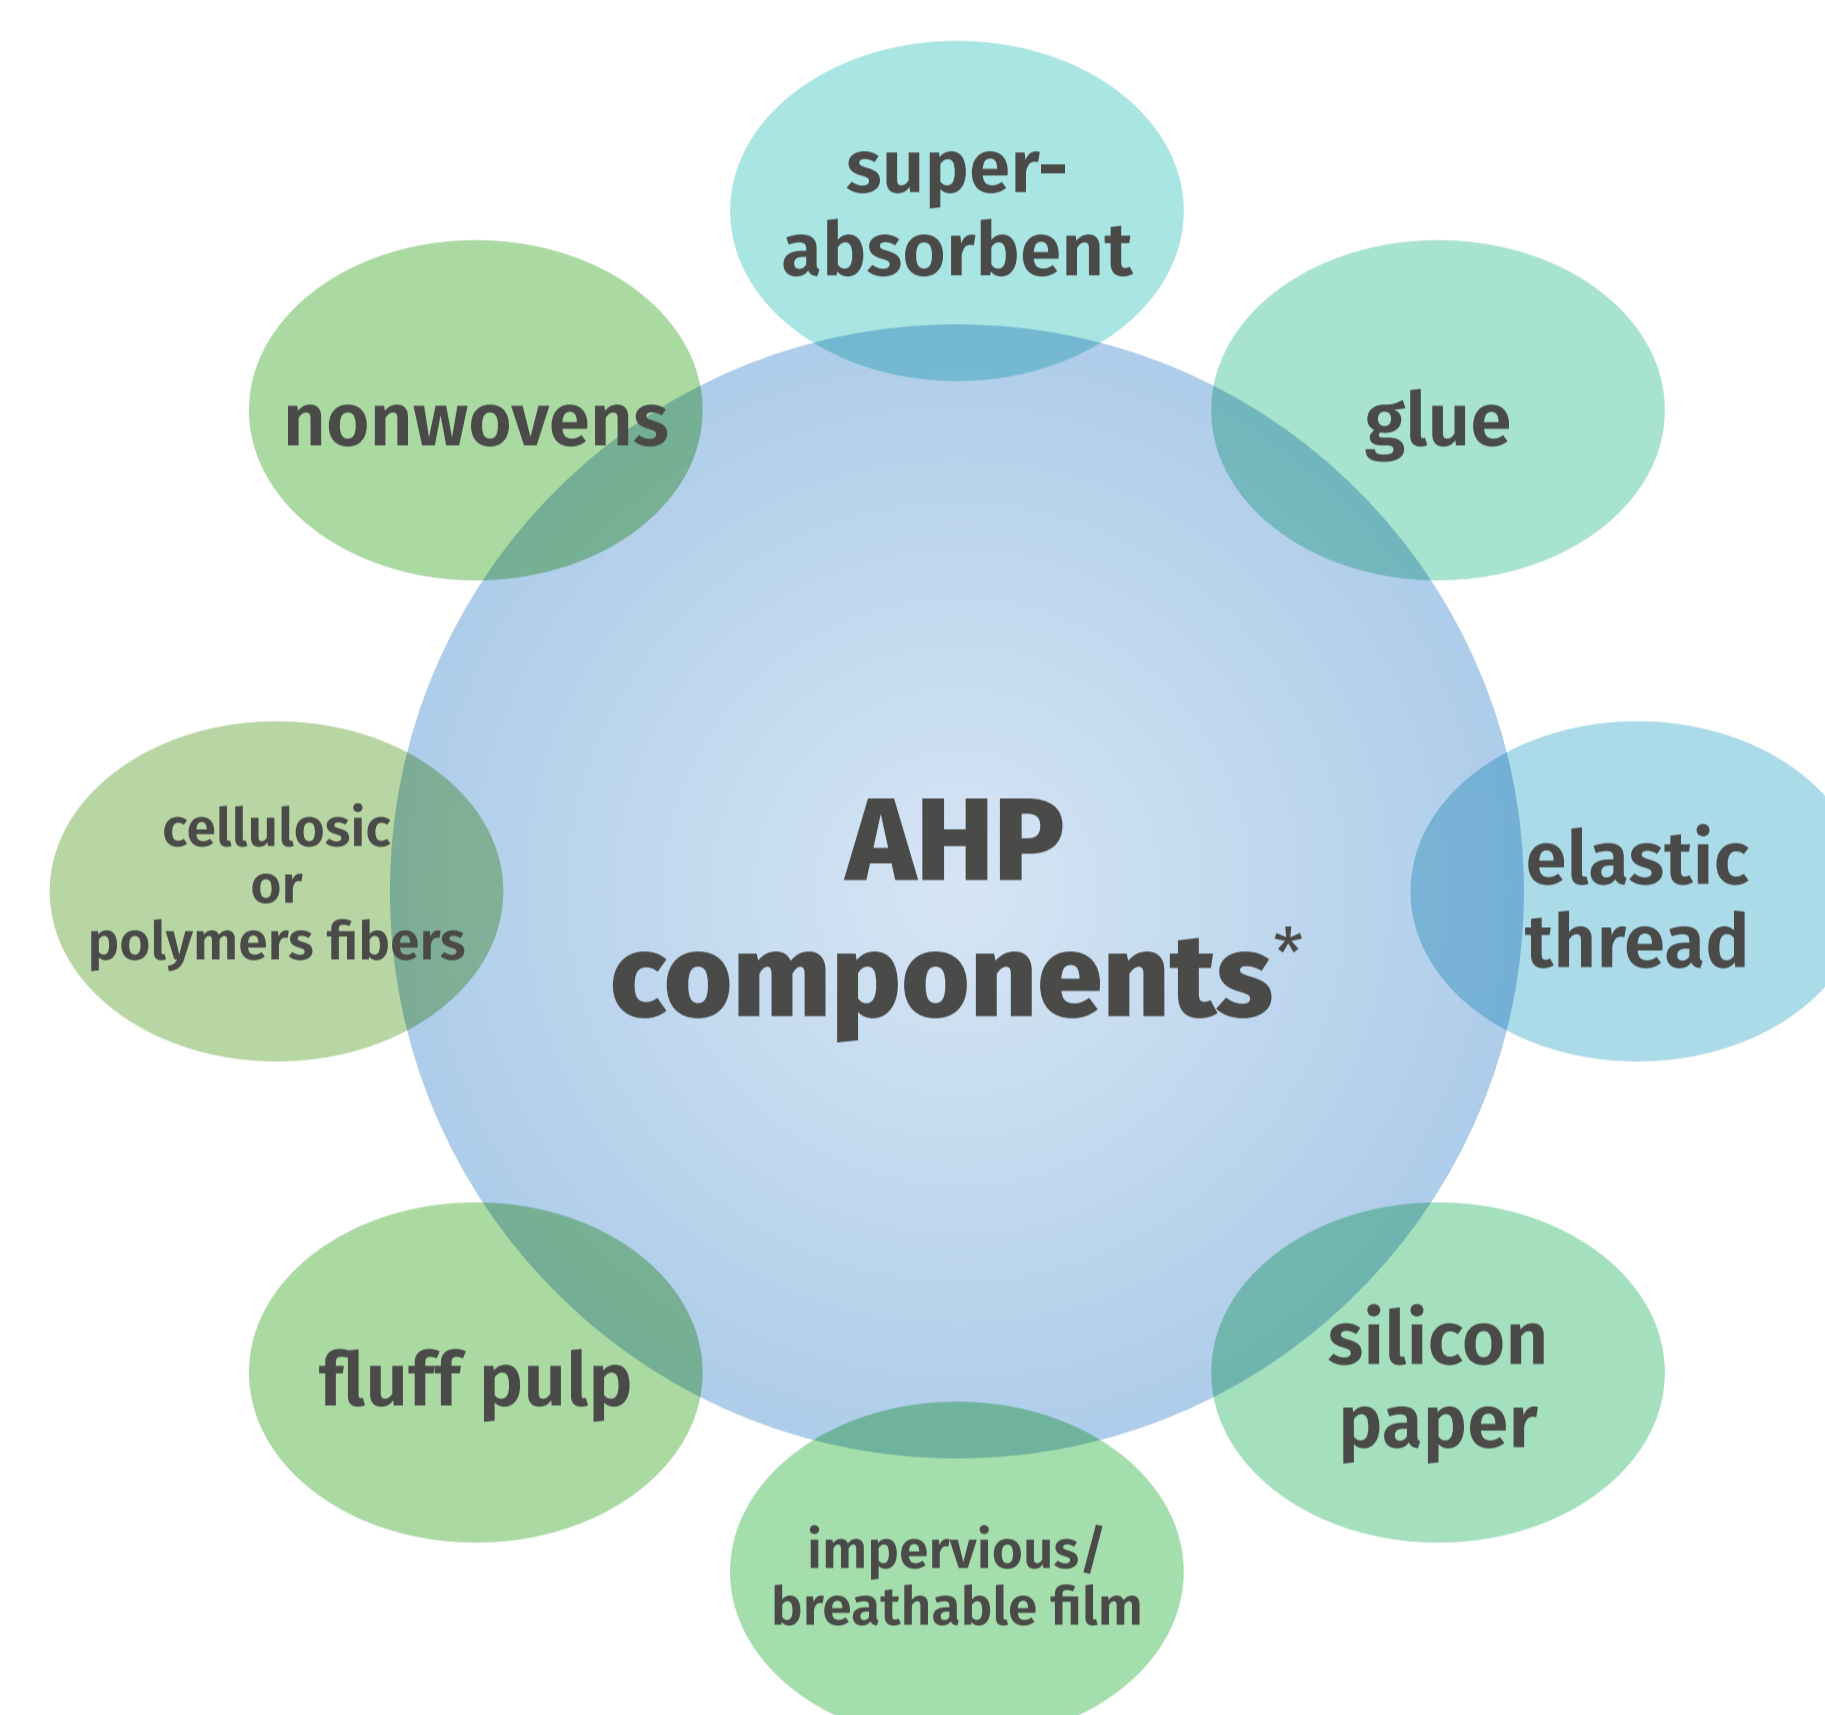 super-
absorbent
glue
nonwovens
elastic
thread
cellulosic
or
polymers fibers
AHP
components*
silicon
paper
fluff pulp
impervious/
breathable film